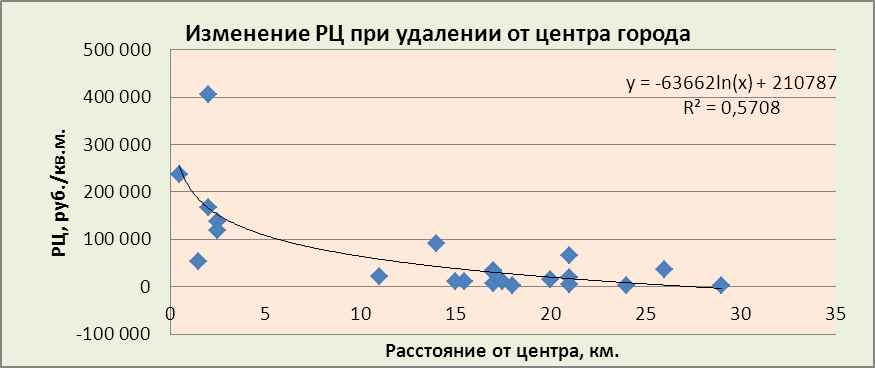 Изменение РЦ при удалении от центра города
500 000
400 000
300 000
200 000
100 000
0
-100 000
РЦ, руб./кв.м.
y = -63662ln(x) + 210787
R² = 0,5708
0 5 10 15 20 25 30 35
Расстояние от центра, км.